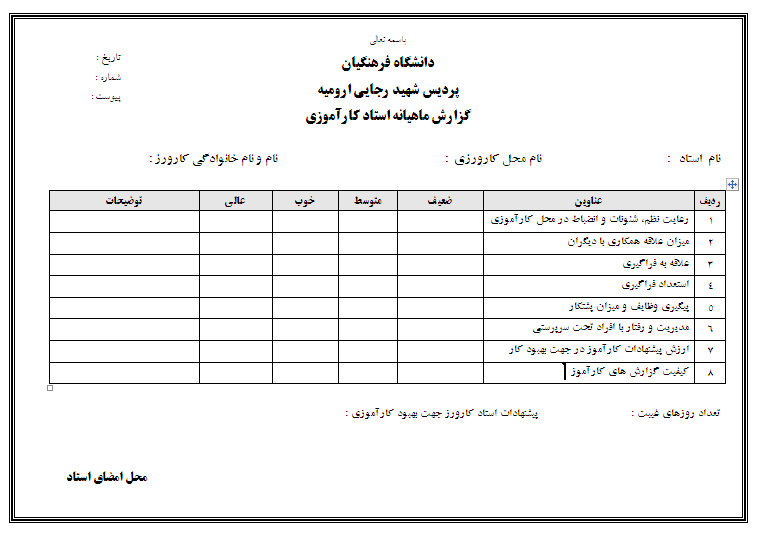 باسمه تعالی
دانشگاه فرهنگیان
پردیس شهید رجایی ارومیه
گزارش ماهیانه استاد کارآموزی
تاریخ :
شماره :
پیوست :
نام استاد : نام محل کارورزی : نام و نام خانوادگی کارورز :
ردیف عناوین ضعیف متوسط خوب عالی توضیحات
۱ رعایت نظم، شئونات و انضباط در محل کارآموزی
۲ میزان علاقه همکاری با دیگران
۳ علاقه به فراگیری
٤ استعداد فراگیری
٥ پیگیری وظایف و میزان پشتکار
٦ مدیریت و رفتار با افراد تحت سرپرستی
۷ ارزش پیشنهادات کارآموز در جهت بهبود کار
۸ کیفیت گزارش های کارآموز
تعداد روزهای غیبت : پیشنهادات استاد کارورز جهت بهبود کارآموزی :
محل امضای استاد